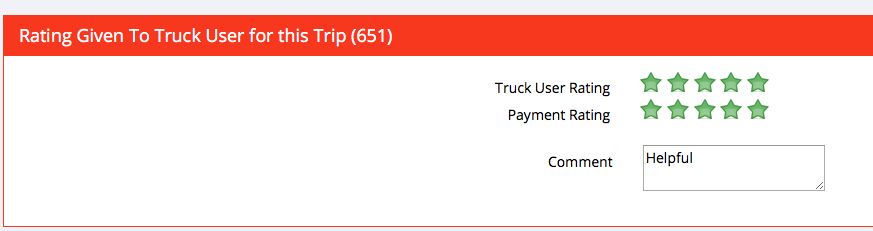 Rating Given To Truck User for this Trip (651)
Truck User Rating
Payment Rating
Comment Helpful